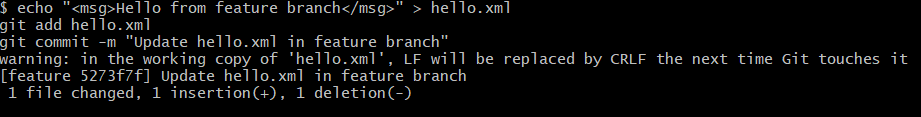 $ echo "<msg>Hello from feature branch</msg>" > hello.xml
git add hello.xml
git commit -m "Update hello.xml in feature branch"
warning: in the working copy of 'hello.xml', LF will be replaced by CRLF the next time Git touches it
[feature 5273f7f] Update hello.xml in feature branch
 1 file changed, 1 insertion(+), 1 deletion(-)